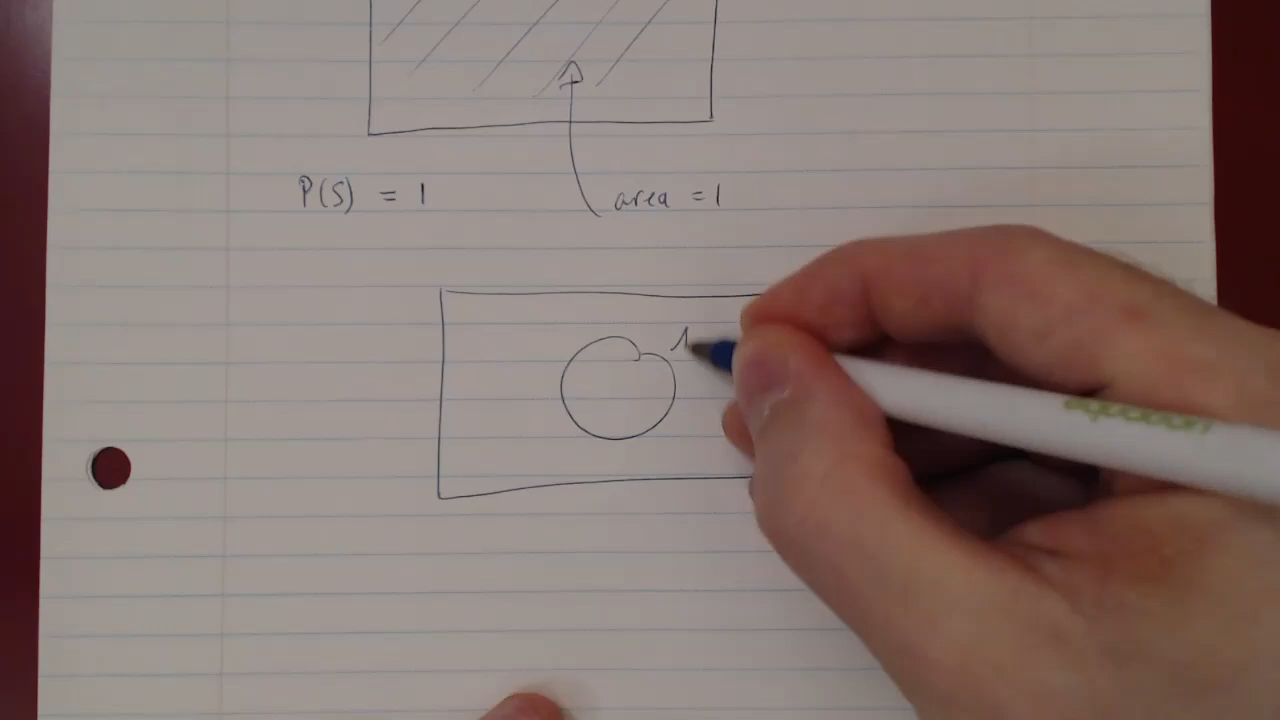 P(S) = 1
area = 1